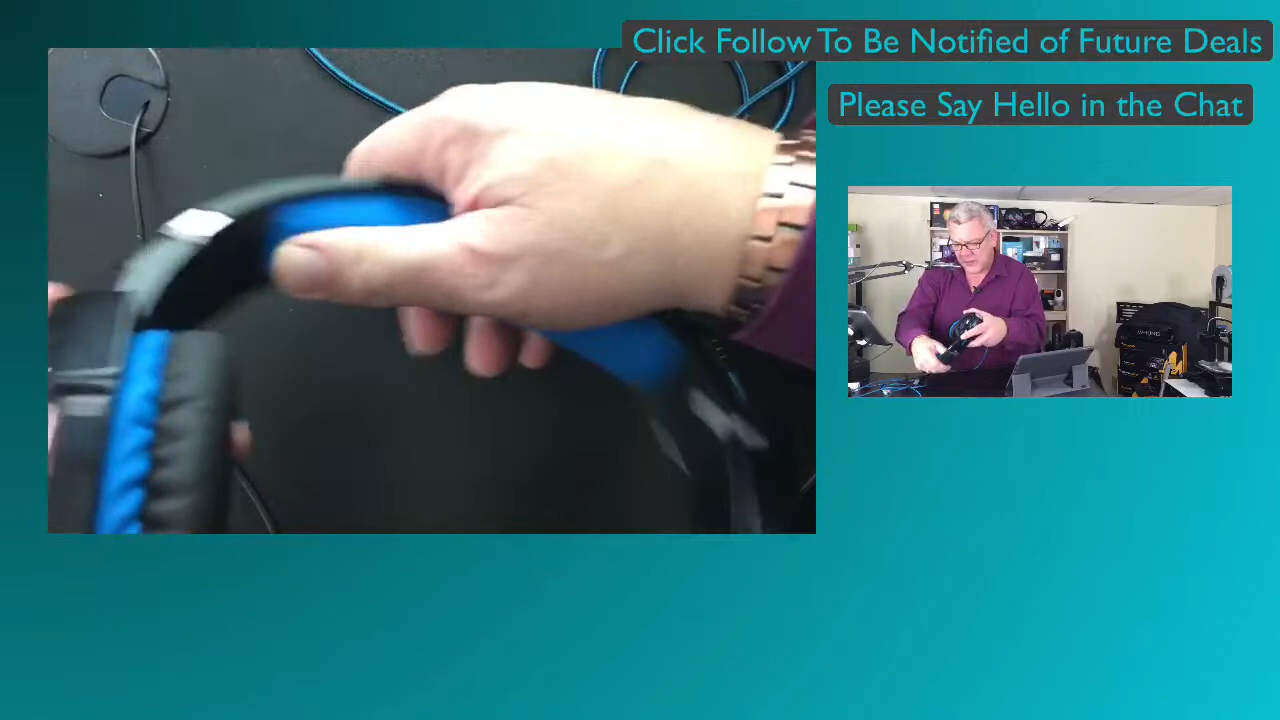 Click Follow To Be Notified of Future Deals
Please Say Hello in the Chat